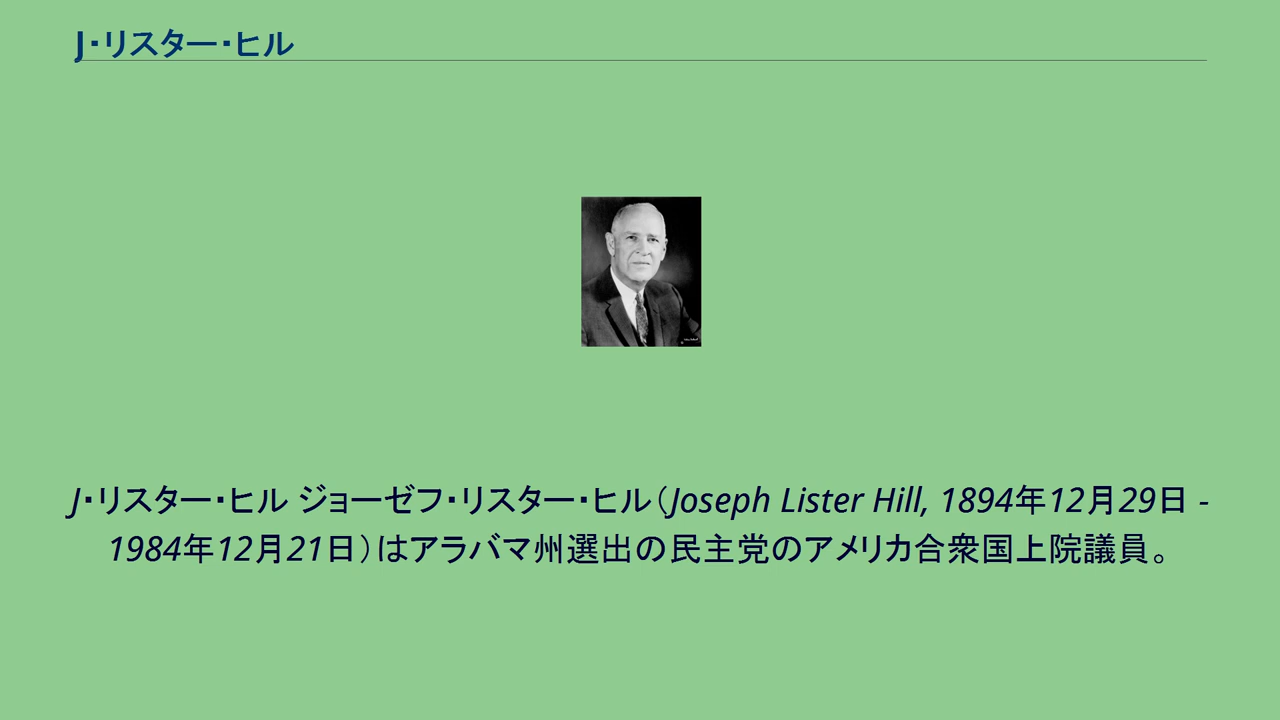 J・リスター・ヒル
J・リスター・ヒル ジョーゼフ・リスター・ヒル（Joseph Lister Hill, 1894年12月29日 -
1984年12月21日）はアラバマ州選出の民主党のアメリカ合衆国上院議員。